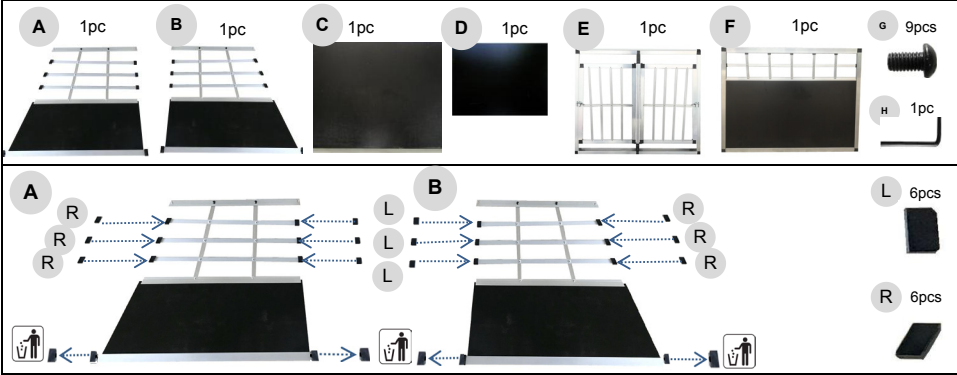 A 1pc
B 1pc
C 1pc
D 1pc
E 1pc
F 1pc
G 9pcs
H 1pc
A
R
R
R
L
L
L
B
R
R
R
L 6pcs
R 6pcs